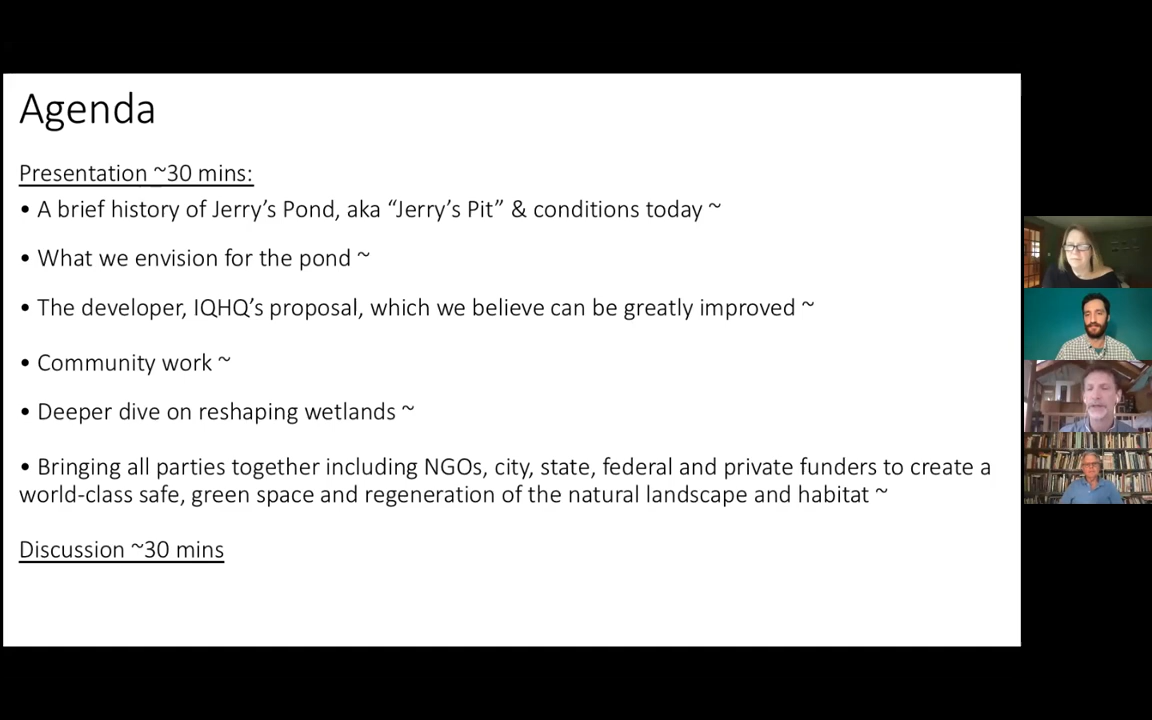 Agenda
Presentation ~30 mins:
• A brief history of Jerry’s Pond, aka “Jerry’s Pit” & conditions today ~
• What we envision for the pond ~
• The developer, IQHQ’s proposal, which we believe can be greatly improved ~
• Community work ~
• Deeper dive on reshaping wetlands ~
• Bringing all parties together including NGOs, city, state, federal and private funders to create a
world-class safe, green space and regeneration of the natural landscape and habitat ~
Discussion ~30 mins